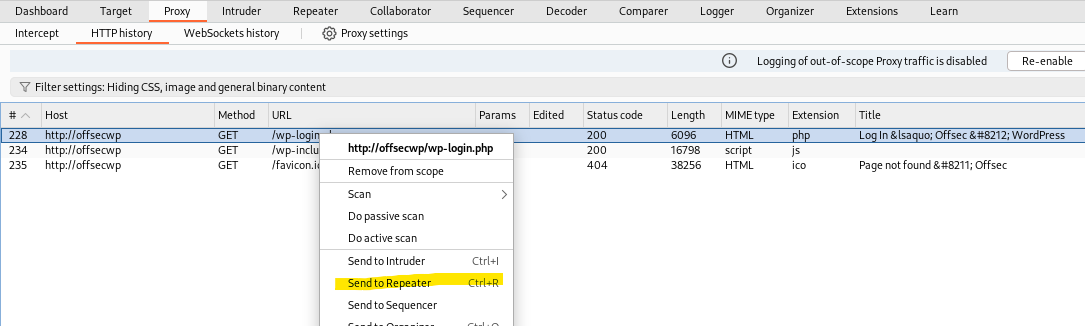 Dashboard Target Proxy Intruder Repeater Collaborator Sequencer Decoder Comparer Logger Organizer Extensions Learn
Intercept HTTP history WebSockets history Proxy settings
Logging of out-of-scope Proxy traffic is disabled Re-enable
Filter settings: Hiding CSS, image and general binary content
# Host Method URL Params Edited Status code Length MIME type Extension Title
228 http://offsecwp GET /wp-login. 200 6096 HTML php Log In &lsaquo; Offsec &#8212; WordPress
234 http://offsecwp GET /wp-inclu 200 16798 script js
235 http://offsecwp GET /favicon.ic 404 38256 HTML ico Page not found &#8211; Offsec
http://offsecwp/wp-login.php
Remove from scope
Scan
Do passive scan
Do active scan
Send to Intruder Ctrl+I
Send to Repeater Ctrl+R
Send to Sequencer
Send to Organizer Ctrl+O